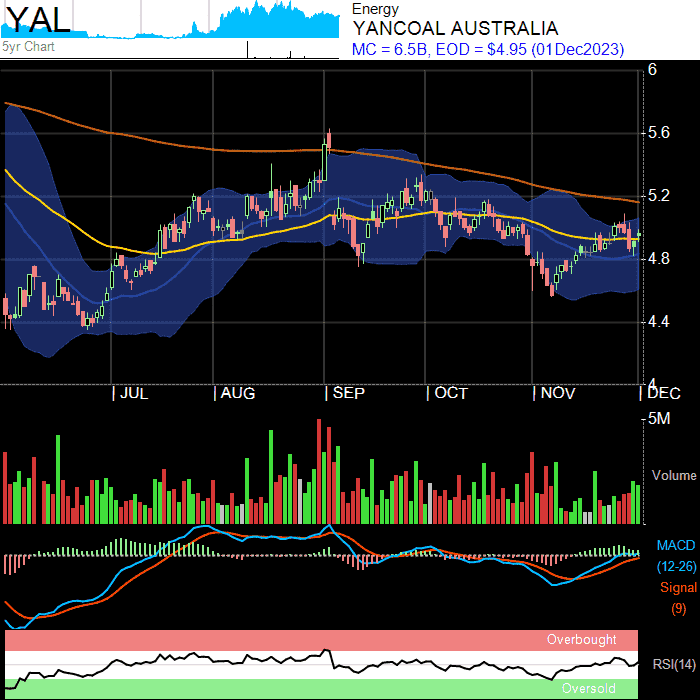 YAL
Energy
YANCOAL AUSTRALIA
5yr Chart
MC = 6.5B, EOD = $4.95 (01Dec2023)
6
5.6
5.2
4.8
4.4
4
JUL AUG SEP OCT NOV DEC
5M
Volume
MACD
(12-26)
Signal
(9)
Overbought
RSI(14)
Oversold